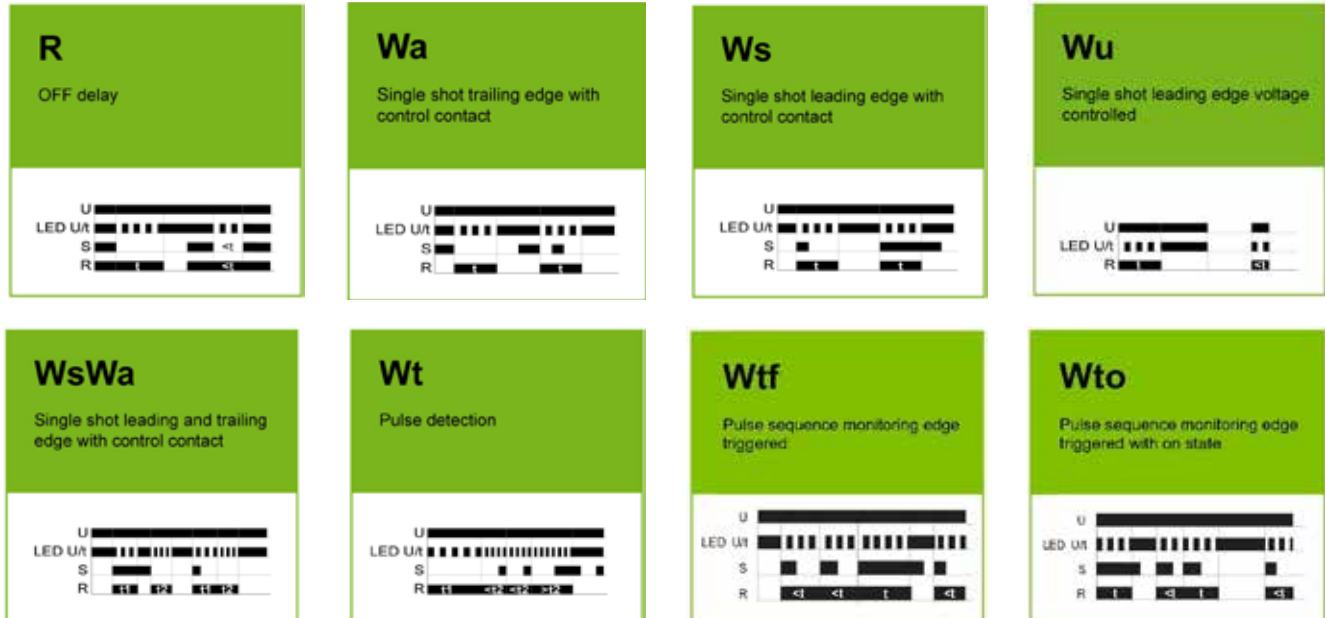 R
OFF delay
U
LED U/t
S
<t
R
t
<t
Wa
Single shot trailing edge with
control contact
U
LED U/t
S
R
t
t
Ws
Single shot leading edge with
control contact
U
LED U/t
S
R
t
t
Wu
Single shot leading edge voltage
controlled
U
LED U/t
R
t
<t
WsWa
Single shot leading and trailing
edge with control contact
U
LED U/t
S
R
t1
t2
t1
t2
Wt
Pulse detection
U
LED U/t
S
R
t1
<t2
<t2
>t2
Wtf
Pulse sequence monitoring edge
triggered
U
LED U/t
S
R
<t
<t
t
<t
Wto
Pulse sequence monitoring edge
triggered with on state
U
LED U/t
S
R
t
<t
t
<t